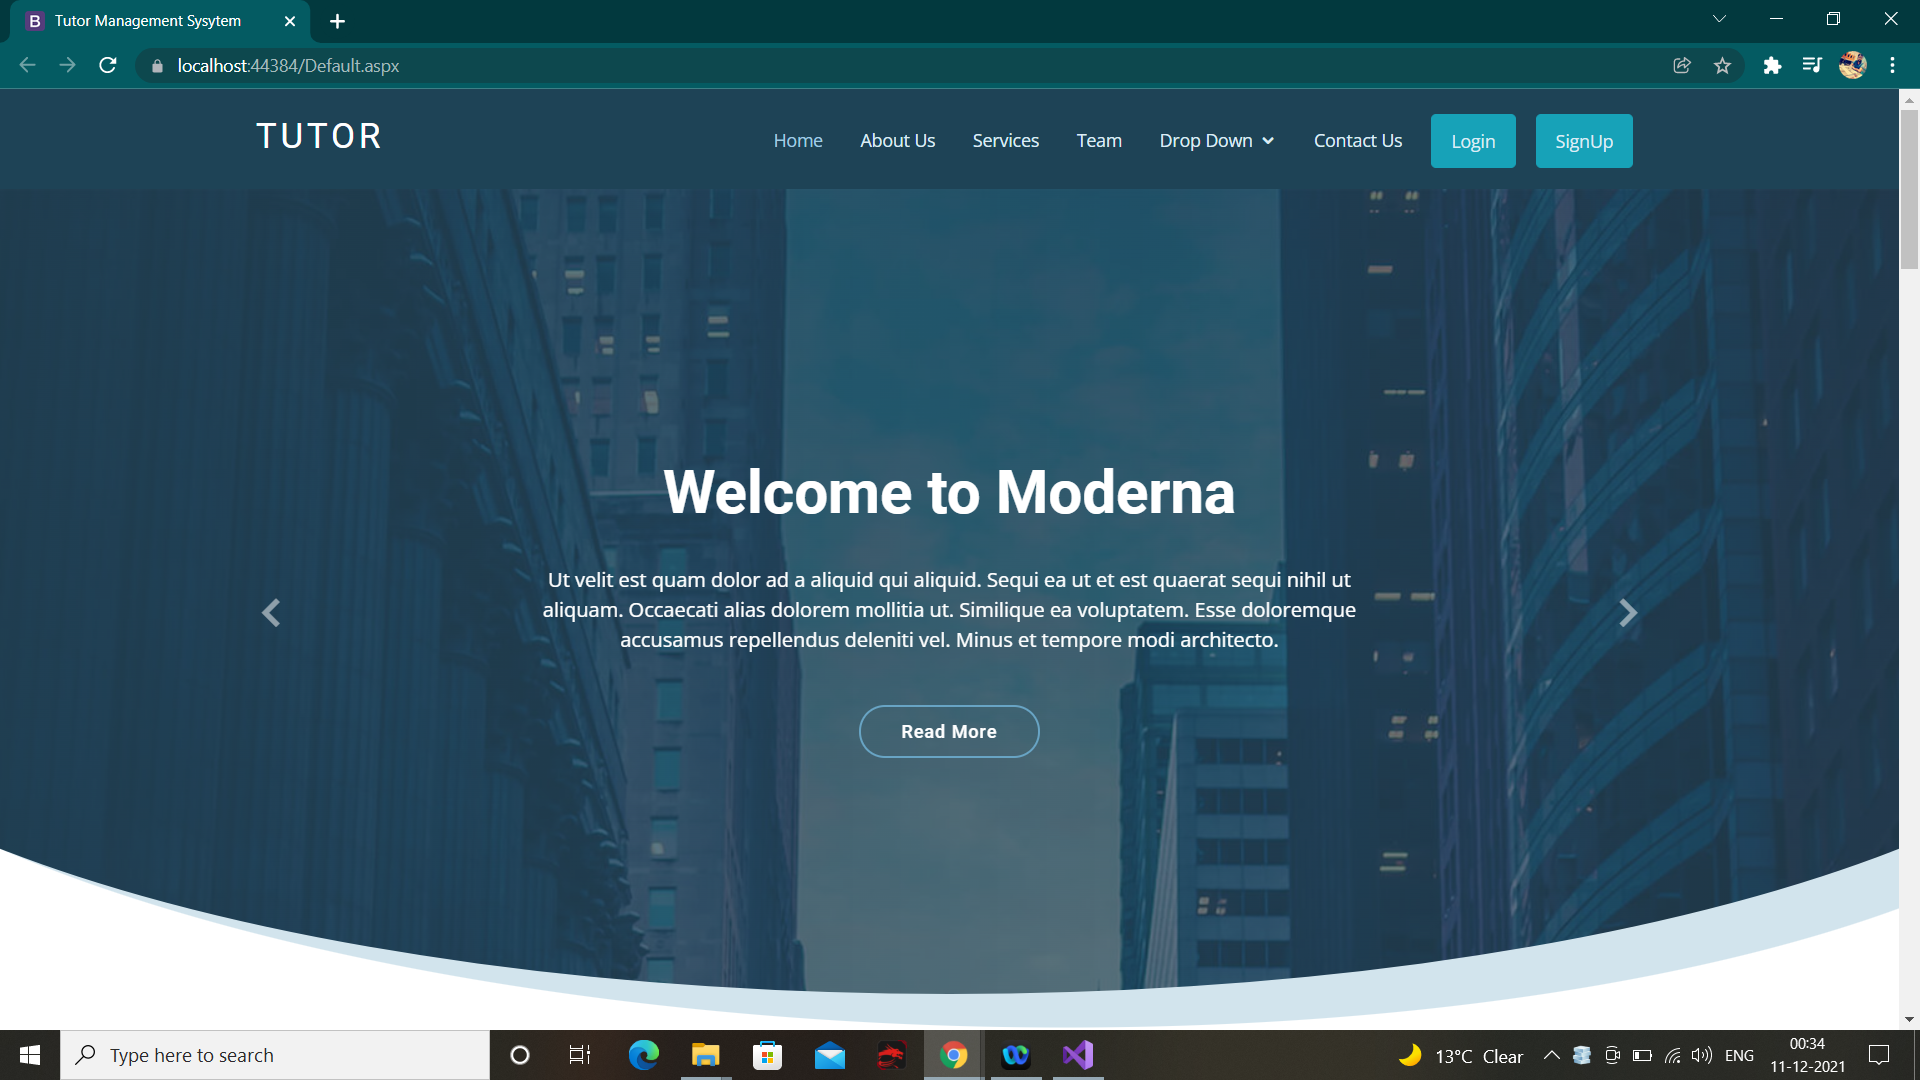 B Tutor Management Sysytem
localhost:44384/Default.aspx
TUTOR
Home About Us Services Team Drop Down Contact Us Login SignUp
Welcome to Moderna
Ut velit est quam dolor ad a aliquid qui aliquid. Sequi ea ut et est quaerat sequi nihil ut
aliquam. Occaecati alias dolorem mollitia ut. Similique ea voluptatem. Esse doloremque
accusamus repellendus deleniti vel. Minus et tempore modi architecto.
Read More
Type here to search
13°C Clear
ENG
00:34
11-12-2021